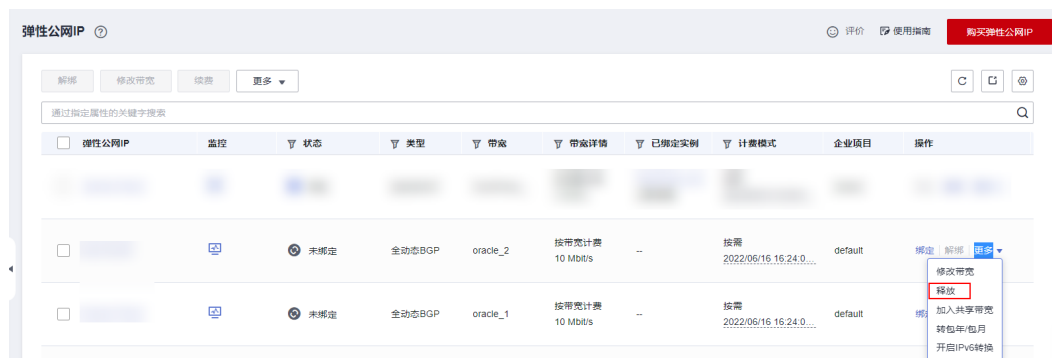 弹性公网IP ? 评价 使用指南 购买弹性公网IP
解绑 修改带宽 续费 更多
通过指定属性的关键字搜索
弹性公网IP 监控 状态 类型 带宽 带宽详情 已绑定实例 计费模式 企业项目 操作
未绑定 全动态BGP oracle_2 按带宽计费 10 Mbit/s -- 按需 2022/06/16 16:24:0... default 绑定 解绑 更多
修改带宽
释放
加入共享带宽
转包年/包月
开启IPv6转换
未绑定 全动态BGP oracle_1 按带宽计费 10 Mbit/s -- 按需 2022/06/16 16:24:0... default